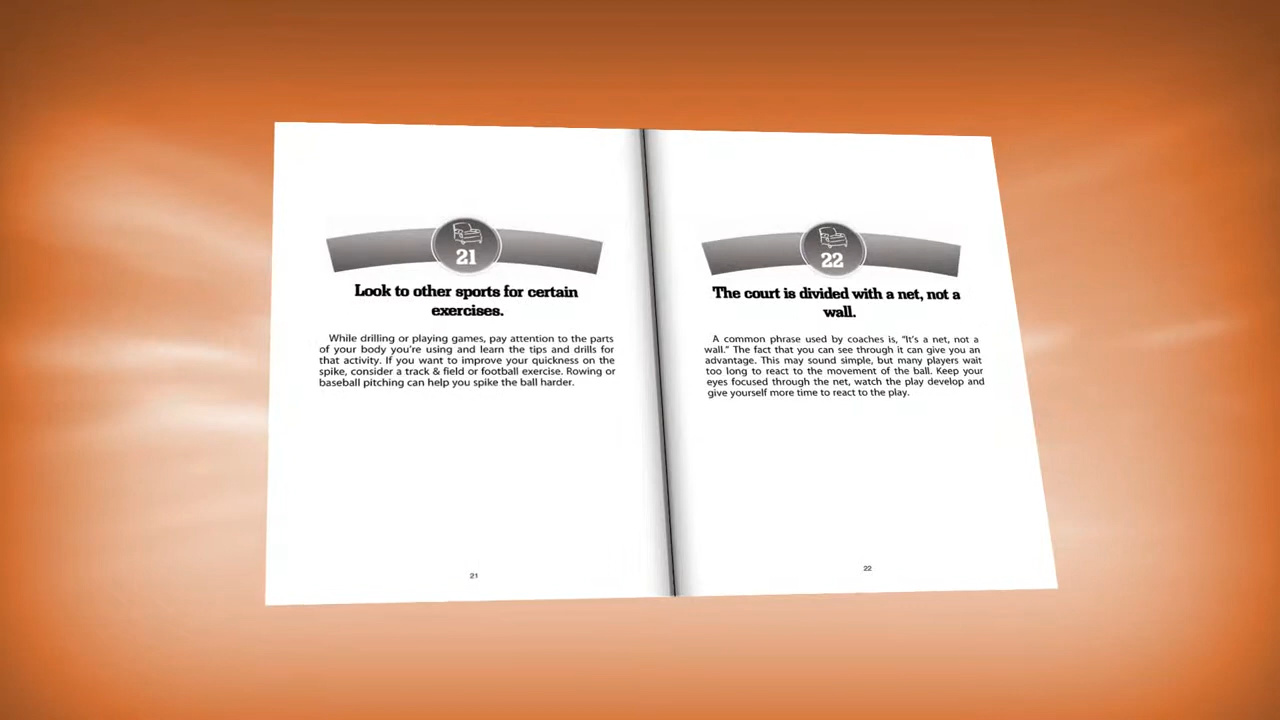 21
Look to other sports for certain
exercises.
While drilling or playing games, pay attention to the parts
of your body you're using and learn the tips and drills for
that activity. If you want to improve your quickness on the
spike, consider a track & field or football exercise. Rowing or
baseball pitching can help you spike the ball harder.
21
22
The court is divided with a net, not a
wall.
A common phrase used by coaches is, "It's a net, not a
wall." The fact that you can see through it can give you an
advantage. This may sound simple, but many players wait
too long to react to the movement of the ball. Keep your
eyes focused through the net, watch the play develop and
give yourself more time to react to the play.
22